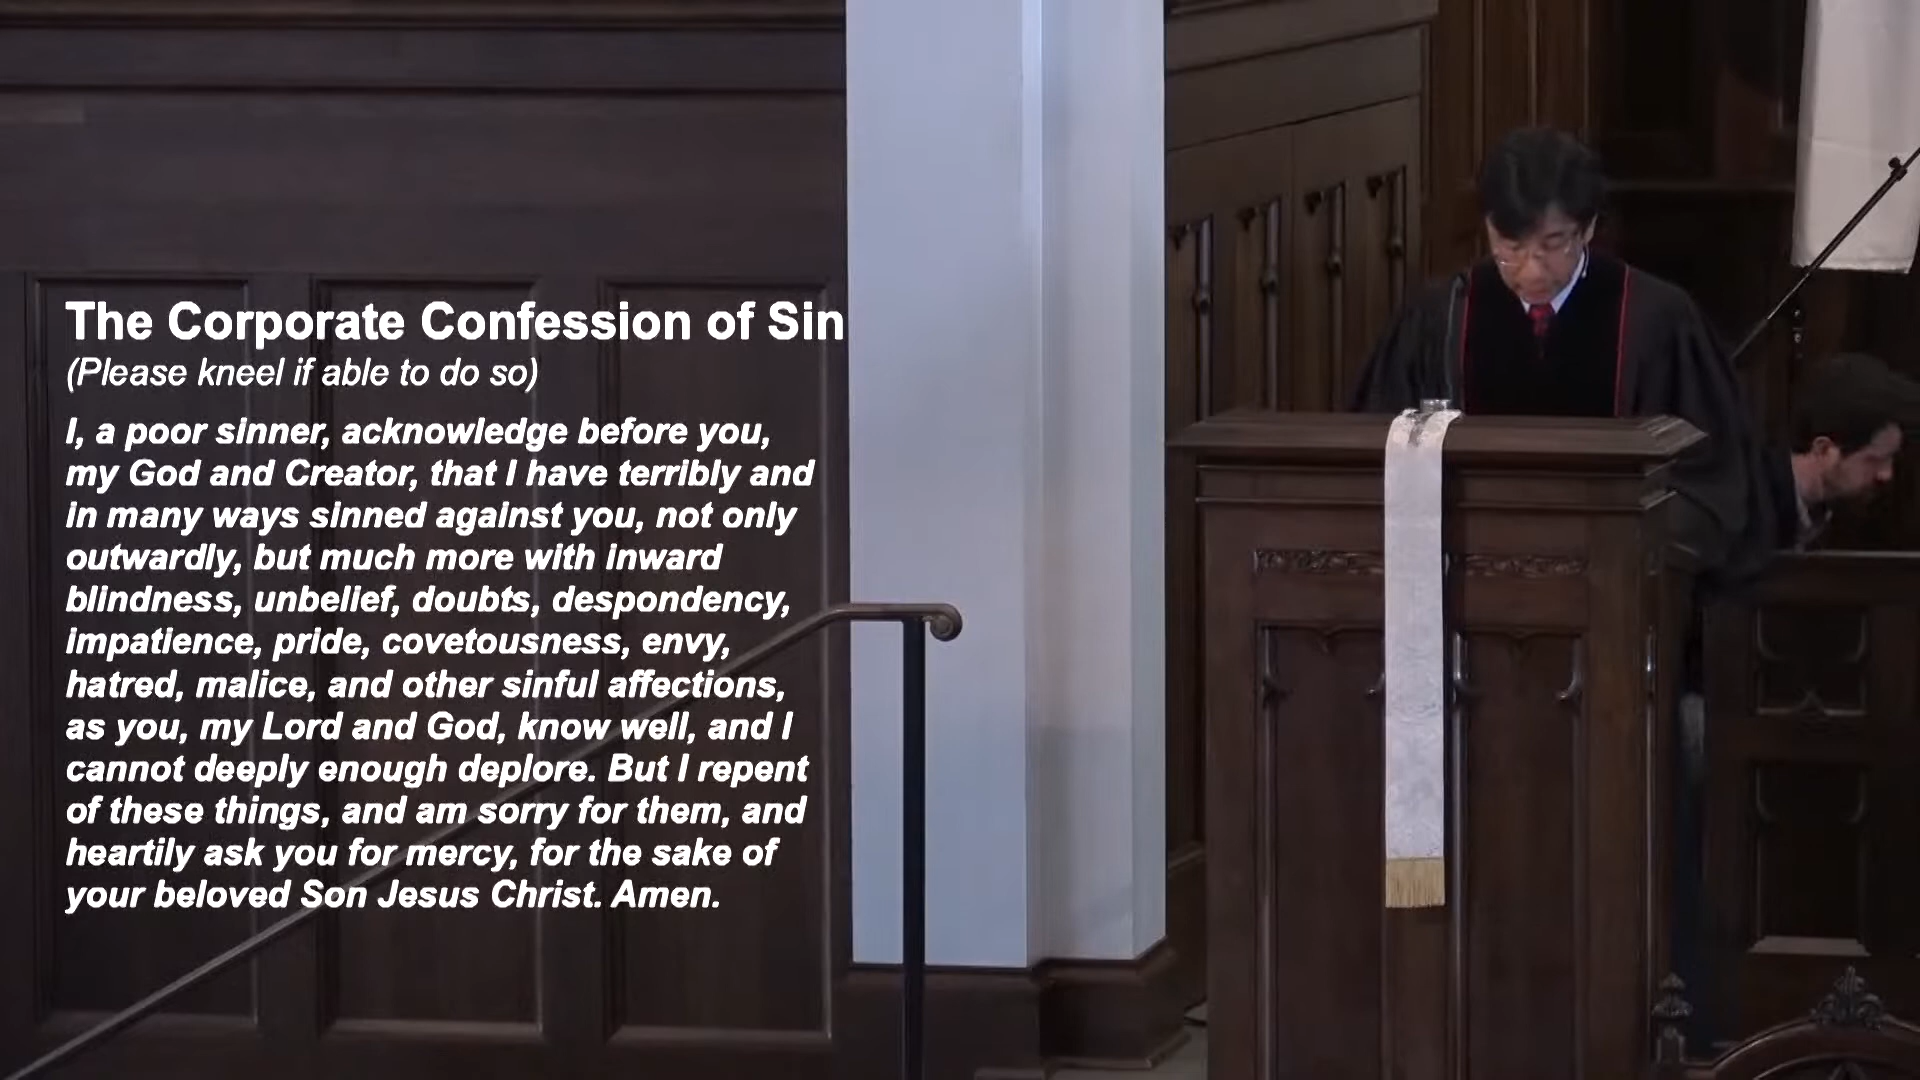 The Corporate Confession of Sin
(Please kneel if able to do so)
I, a poor sinner, acknowledge before you,
my God and Creator, that I have terribly and
in many ways sinned against you, not only
outwardly, but much more with inward
blindness, unbelief, doubts, despondency,
impatience, pride, covetousness, envy,
hatred, malice, and other sinful affections,
as you, my Lord and God, know well, and I
cannot deeply enough deplore. But I repent
of these things, and am sorry for them, and
heartily ask you for mercy, for the sake of
your beloved Son Jesus Christ. Amen.